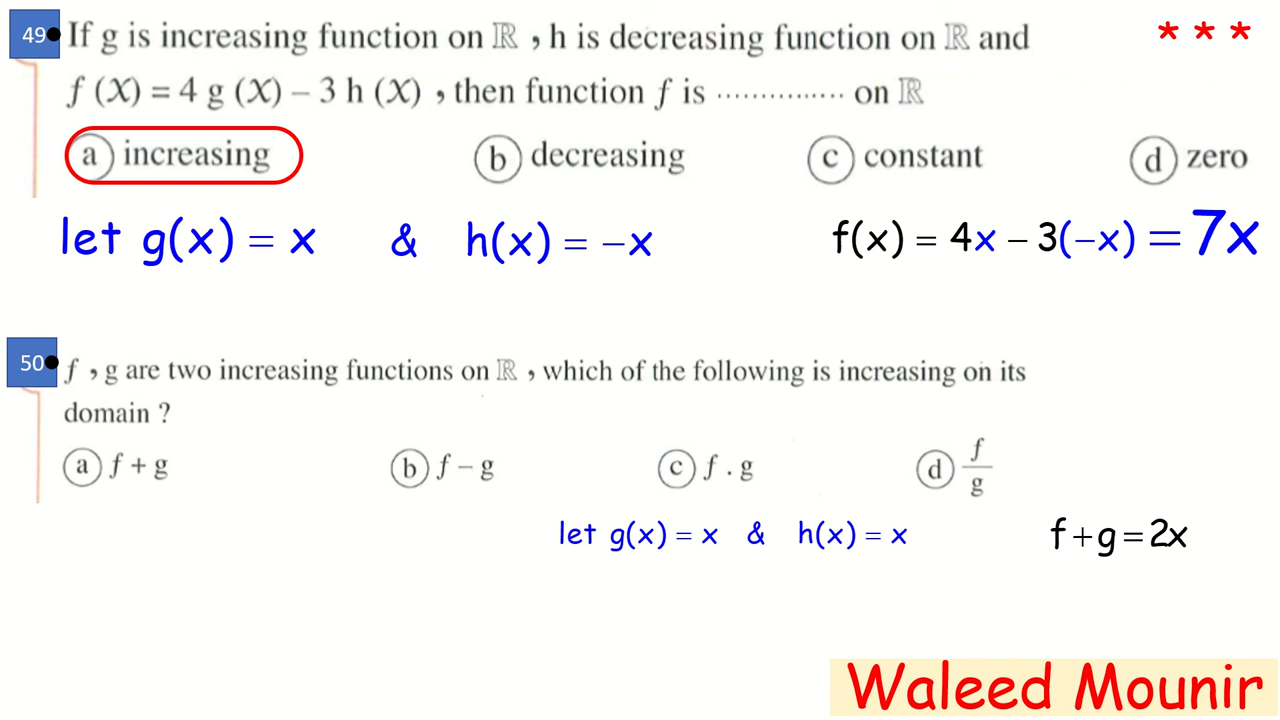 49 If g is increasing function on ℝ , h is decreasing function on ℝ and
* * *
f (X) = 4 g (X) – 3 h (X) , then function f is ............... on ℝ
a increasing b decreasing c constant d zero
let g(x) = x & h(x) = −x f(x) = 4x − 3(−x) = 7x
50 f , g are two increasing functions on ℝ , which of the following is increasing on its
domain ?
a f + g b f – g c f . g d f/g
let g(x) = x & h(x) = x f + g = 2x
Waleed Mounir